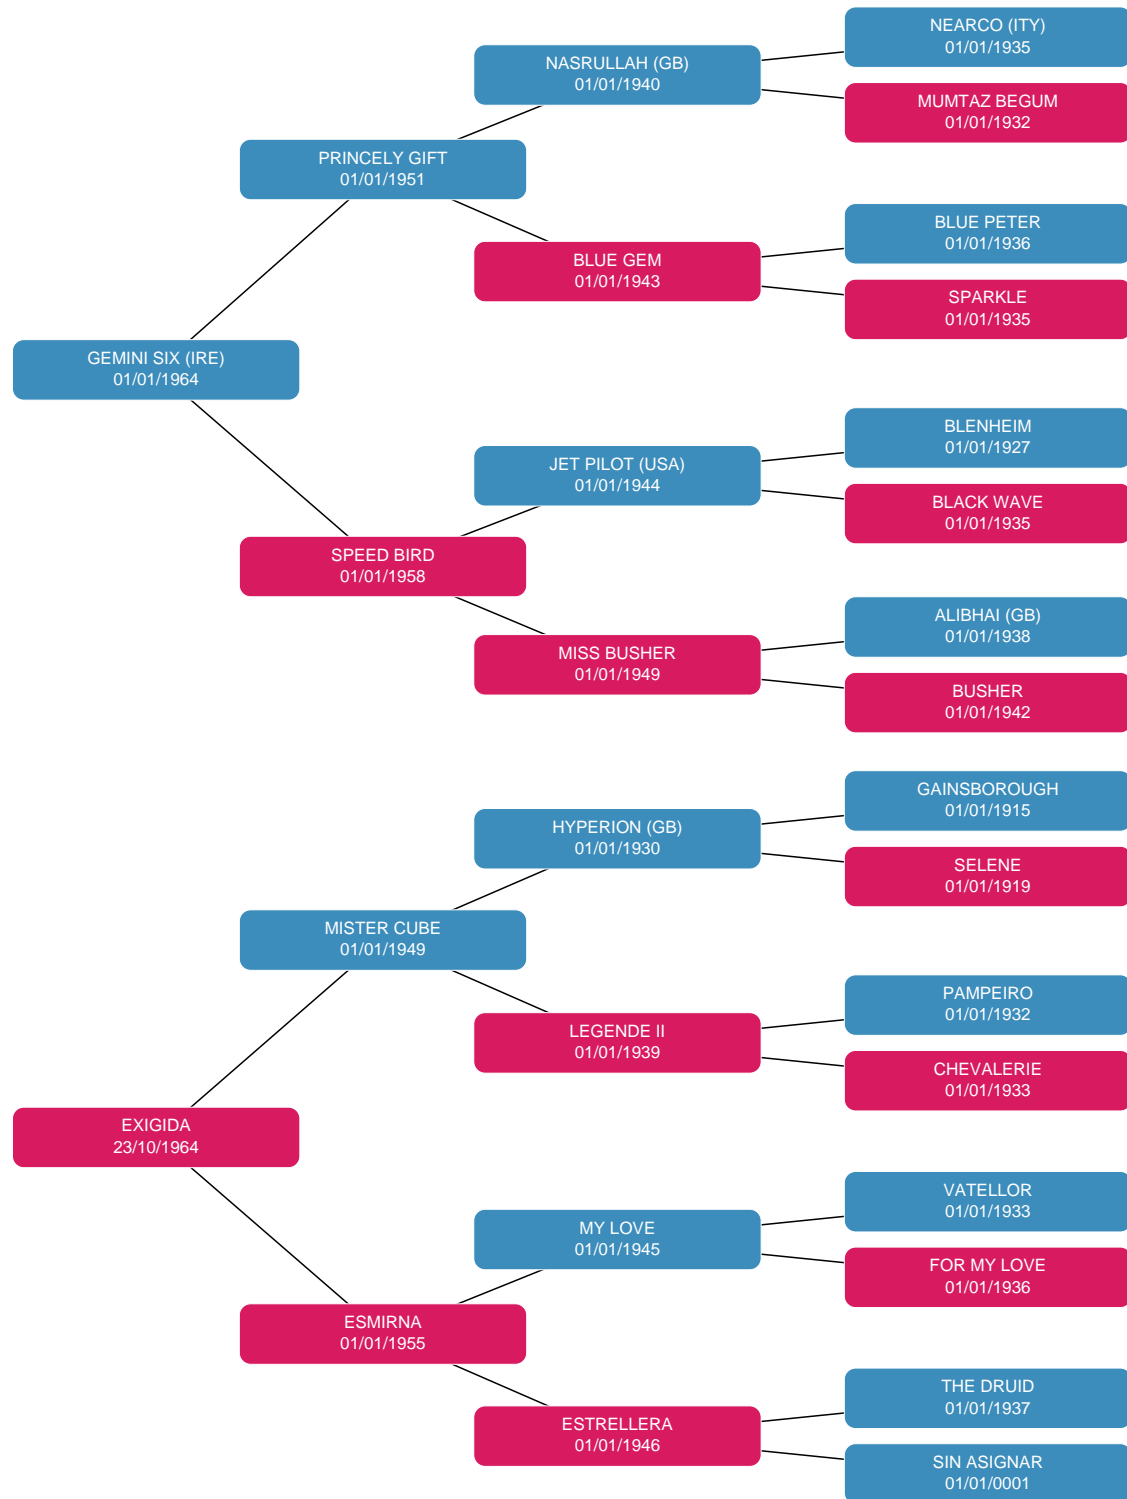 NEARCO (ITY)
01/01/1935
NASRULLAH (GB)
01/01/1940
MUMTAZ BEGUM
01/01/1932
PRINCELY GIFT
01/01/1951
BLUE PETER
01/01/1936
BLUE GEM
01/01/1943
SPARKLE
01/01/1935
GEMINI SIX (IRE)
01/01/1964
BLENHEIM
01/01/1927
JET PILOT (USA)
01/01/1944
BLACK WAVE
01/01/1935
SPEED BIRD
01/01/1958
ALIBHAI (GB)
01/01/1938
MISS BUSHER
01/01/1949
BUSHER
01/01/1942
GAINSBOROUGH
01/01/1915
HYPERION (GB)
01/01/1930
SELENE
01/01/1919
MISTER CUBE
01/01/1949
PAMPEIRO
01/01/1932
LEGENDE II
01/01/1939
CHEVALERIE
01/01/1933
EXIGIDA
23/10/1964
VATELLOR
01/01/1933
MY LOVE
01/01/1945
FOR MY LOVE
01/01/1936
ESMIRNA
01/01/1955
THE DRUID
01/01/1937
ESTRELLERA
01/01/1946
SIN ASIGNAR
01/01/0001